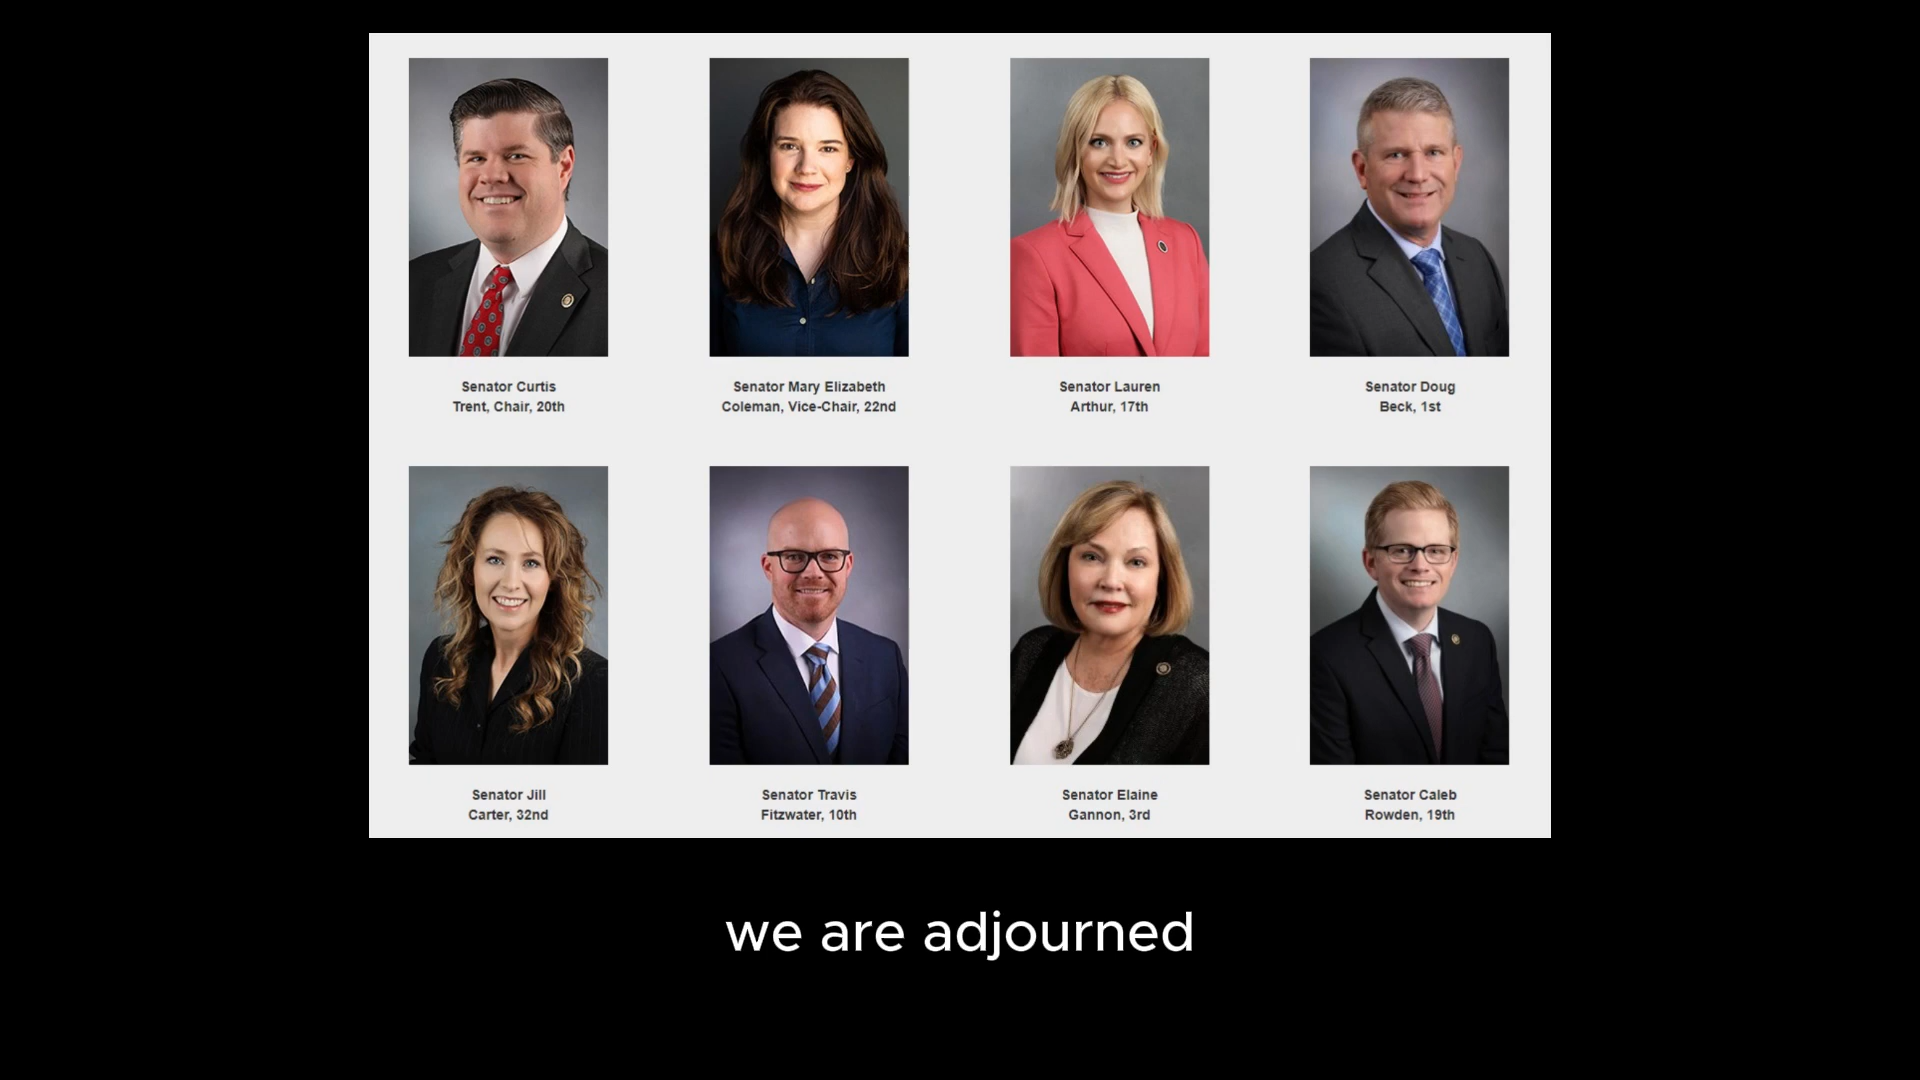 Senator Curtis
Trent, Chair, 20th
Senator Mary Elizabeth
Coleman, Vice-Chair, 22nd
Senator Lauren
Arthur, 17th
Senator Doug
Beck, 1st
Senator Jill
Carter, 32nd
Senator Travis
Fitzwater, 10th
Senator Elaine
Gannon, 3rd
Senator Caleb
Rowden, 19th
we are adjourned